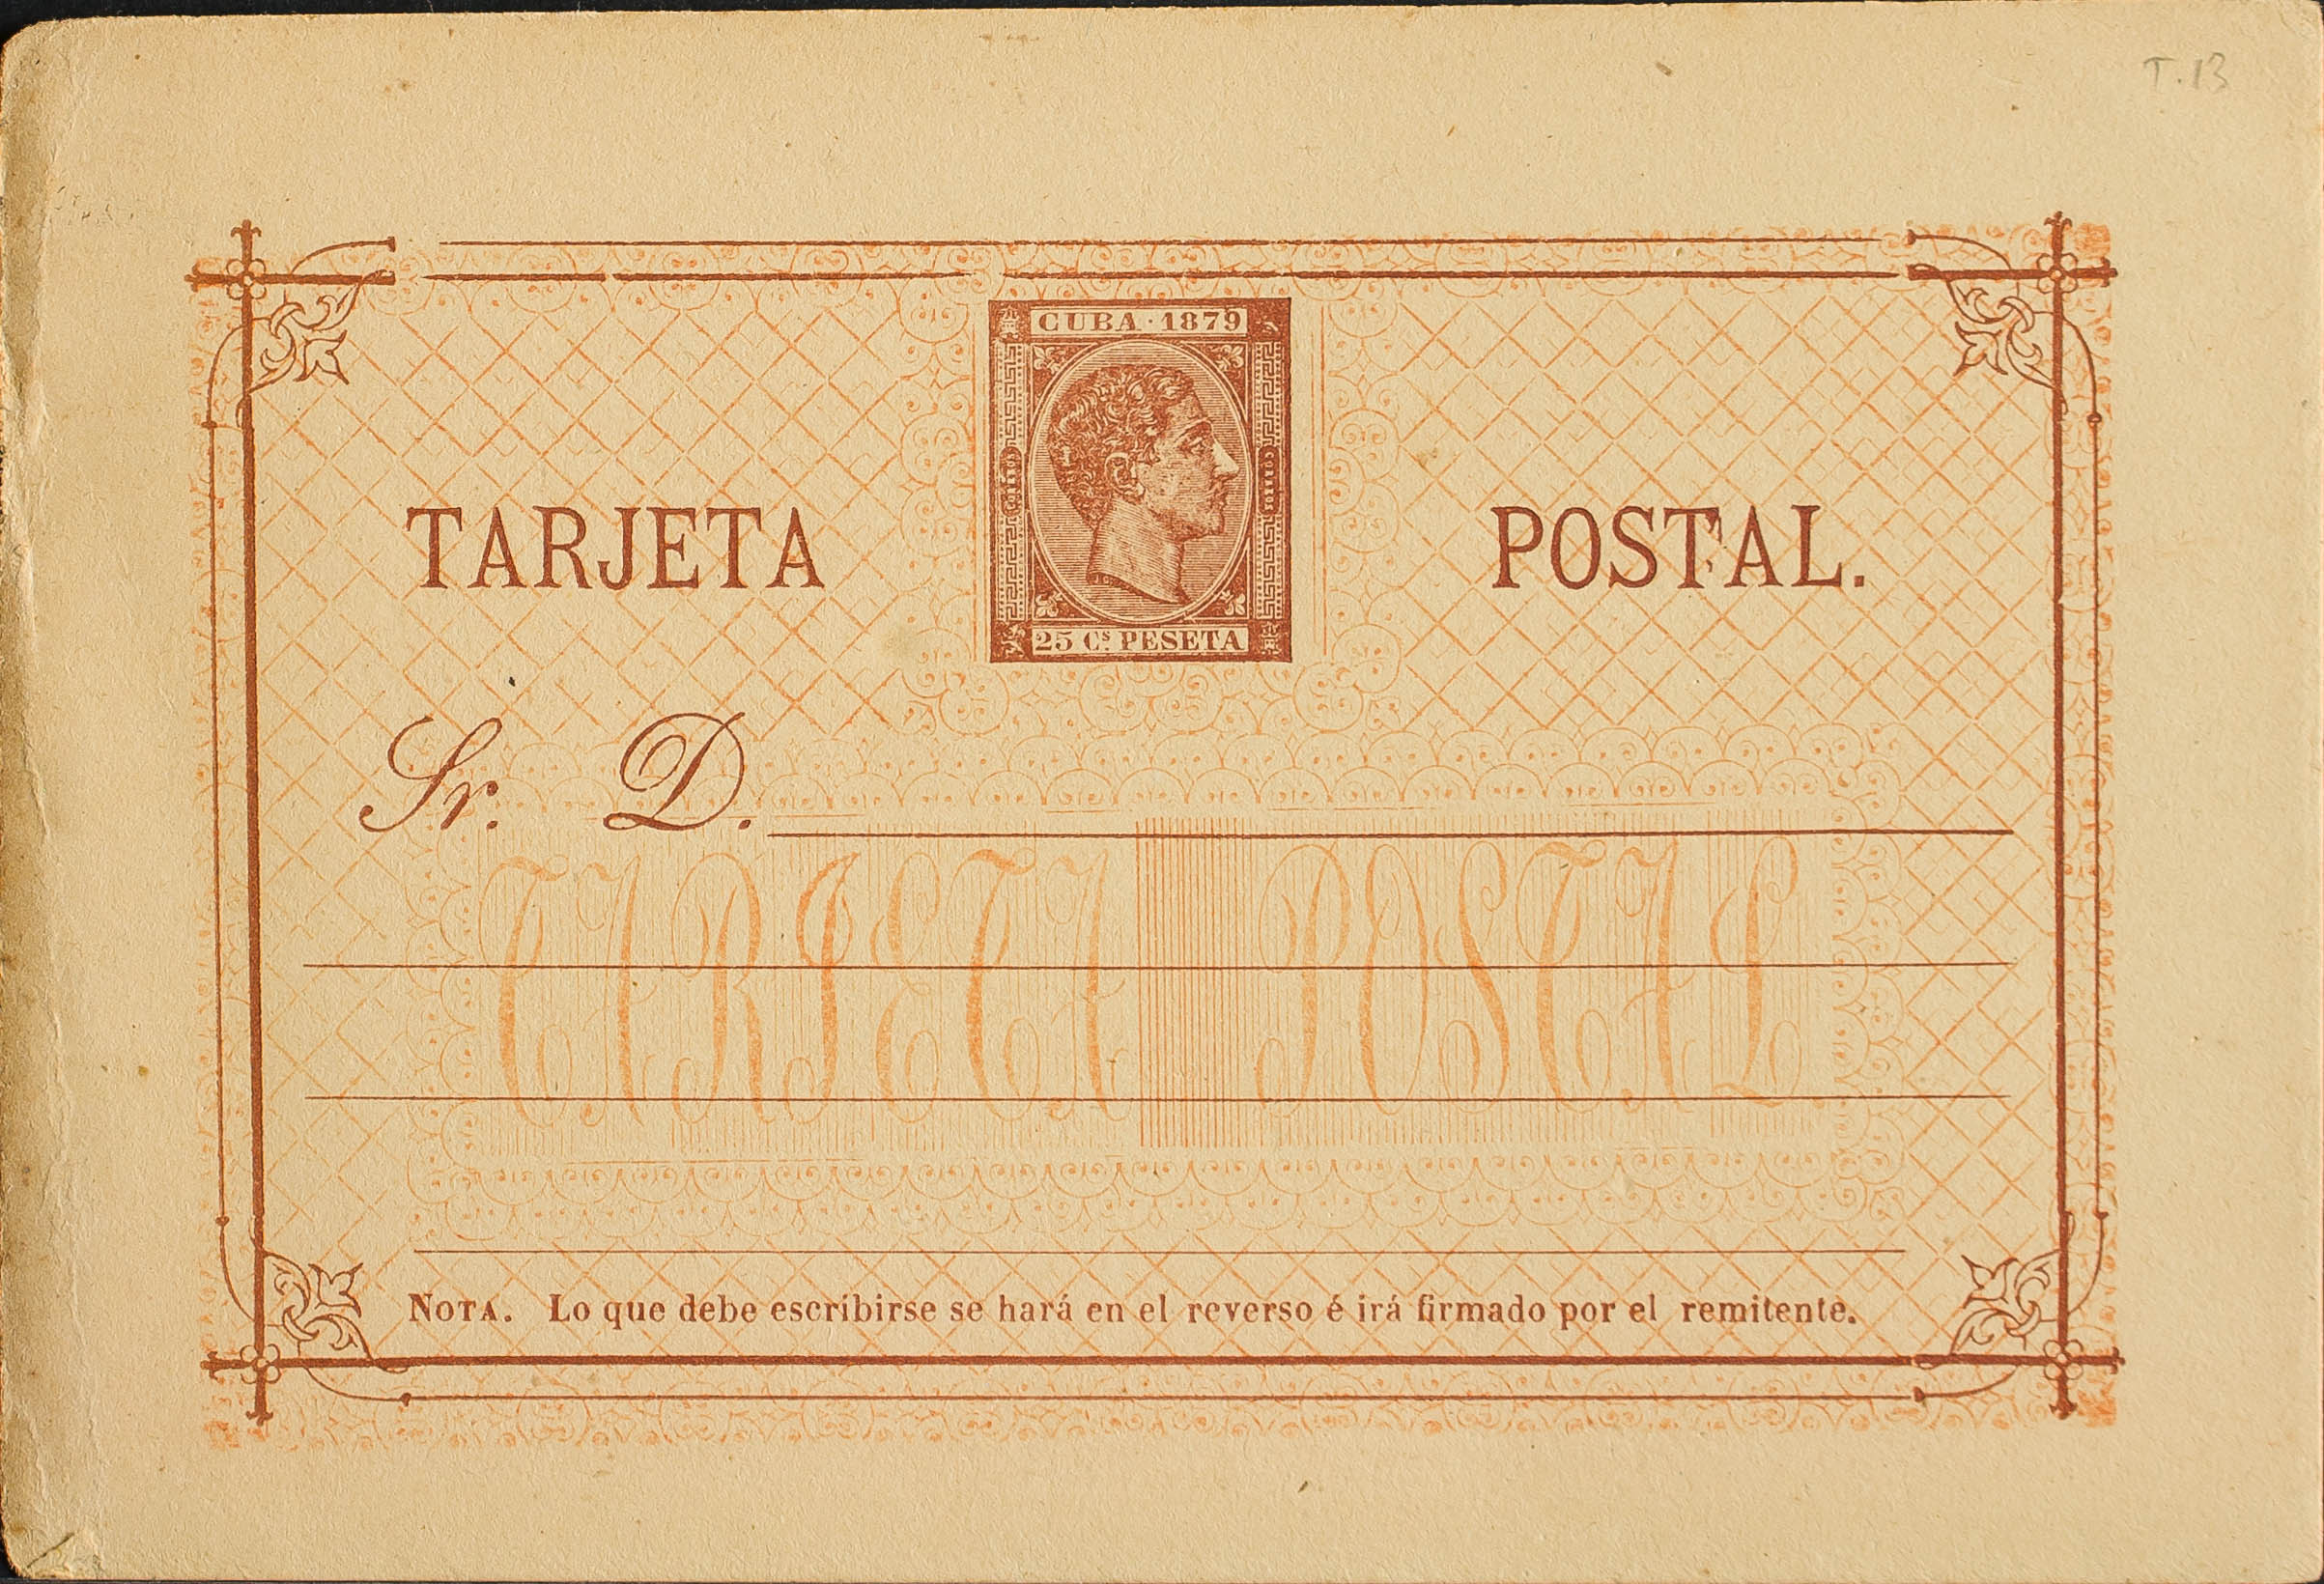 T.13
CUBA·1879
TARJETA POSTAL.
25 Cs. PESETA
Sr. D.
TARJETA POSTAL
NOTA. Lo que debe escribirse se hará en el reverso é irá firmado por el remitente.